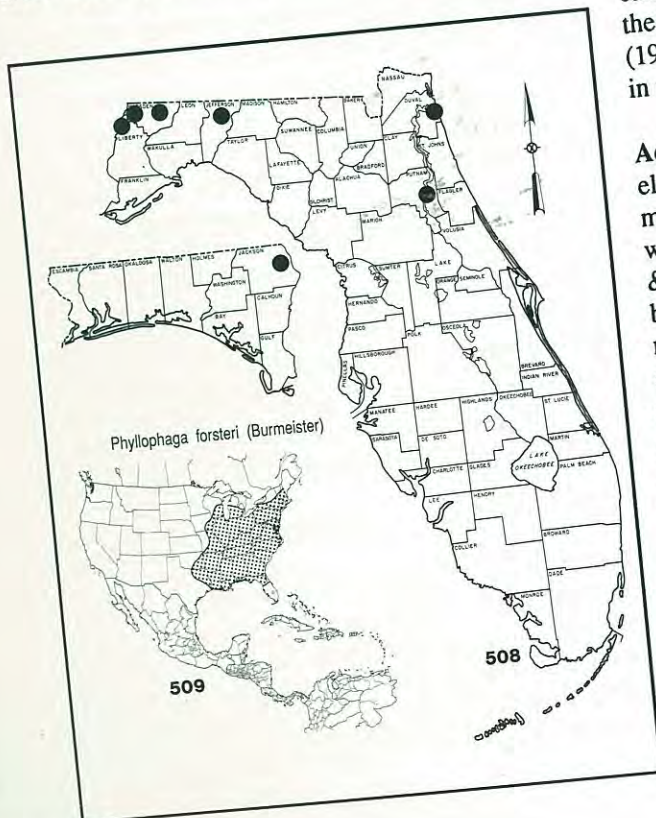 the
(19
in
NASSAU
DEN LEON JEFFERSON MADISON HAMILTON BAKER DUVAL
LIBERTY WAKULLA TAYLOR SUWANNEE COLUMBIA UNION CLAY ST JOHNS
FRANKLIN LAFAYETTE BRADFORD
DIXIE GILCHRIST ALACHUA PUTNAM FLAGLER
LEVY MARION VOLUSIA
ESCAMBIA SANTA ROSA OKALOOSA WALTON HOLMES JACKSON
WASHINGTON
BAY CALHOUN
GULF
CITRUS SUMTER LAKE
HERNANDO ORANGE SEMINOLE
PASCO
PINELLAS HILLSBOROUGH POLK OSCEOLA
BREVARD
INDIAN RIVER
MANATEE HARDEE HIGHLANDS OKEECHOBEE ST LUCIE
SARASOTA DE SOTO MARTIN
CHARLOTTE GLADES LAKE OKEECHOBEE PALM BEACH
LEE HENDRY
COLLIER BROWARD
DADE
MONROE
Phyllophaga forsteri (Burmeister)
509
508
el
m
w
&
b